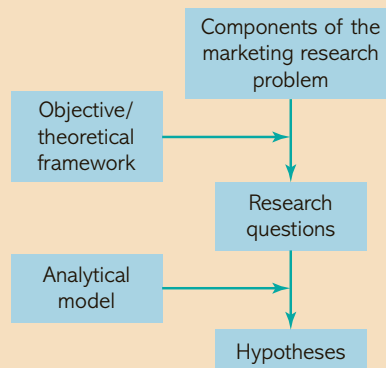 Components of the
marketing research
problem
Objective/
theoretical
framework
Research
questions
Analytical
model
Hypotheses